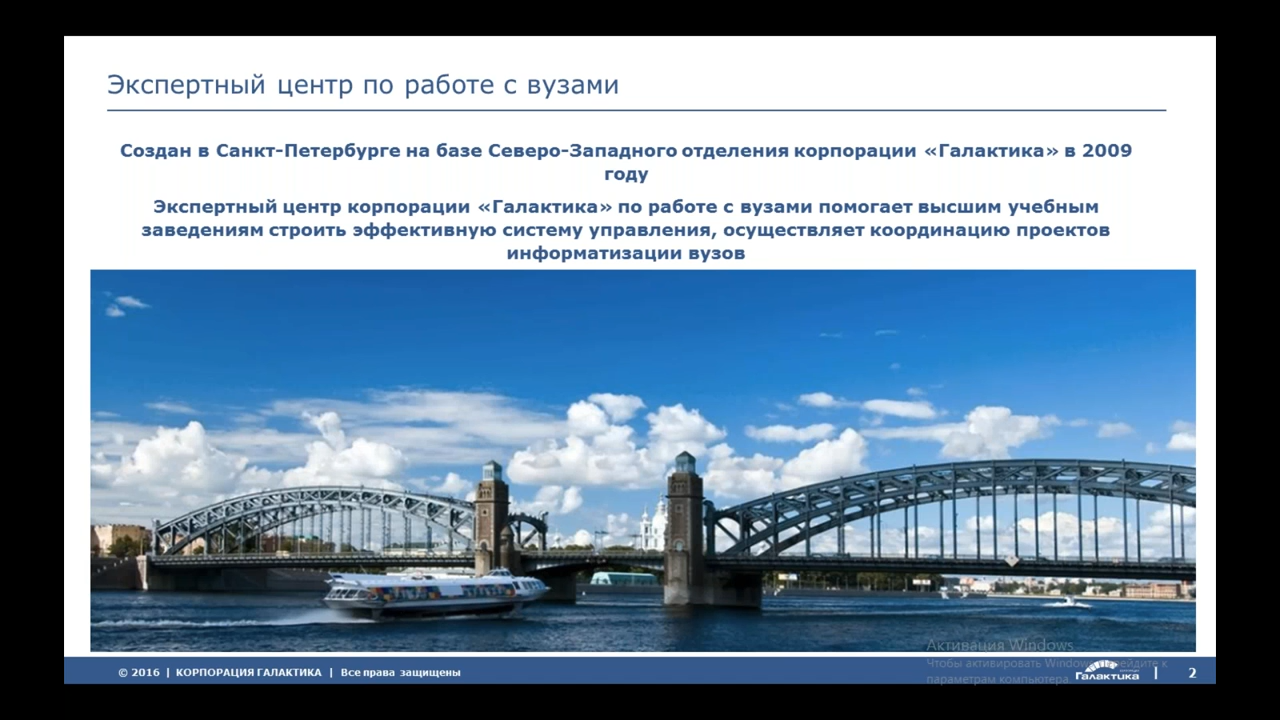 Экспертный центр по работе с вузами
Создан в Санкт-Петербурге на базе Северо-Западного отделения корпорации «Галактика» в 2009
году
Экспертный центр корпорации «Галактика» по работе с вузами помогает высшим учебным
заведениям строить эффективную систему управления, осуществляет координацию проектов
информатизации вузов
Активация Windows
Чтобы активировать Windows, перейдите к
параметрам компьютера.
© 2016 | КОРПОРАЦИЯ ГАЛАКТИКА | Все права защищены
Галактика | 2